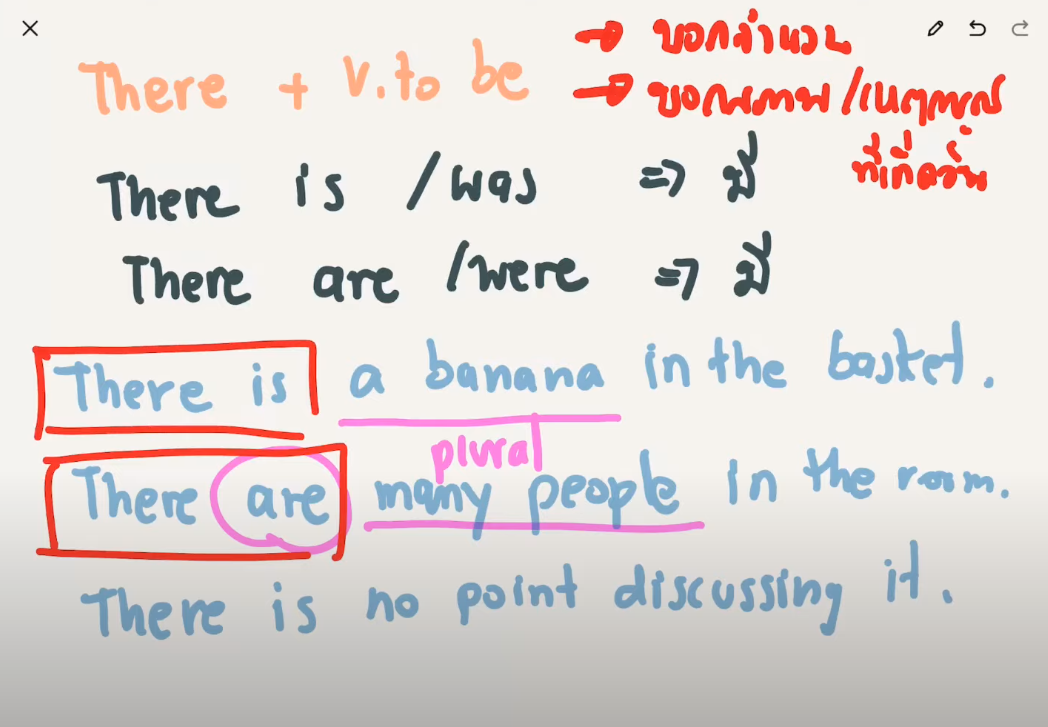 There + V. to be
→ บอกจำนวน
→ บอกสภาพ/เหตุการณ์
ที่เกิดขึ้น
There is /was => มี
There are /were => มี
There is a banana in the basket.
plural
There are many people in the room.
There is no point discussing it.